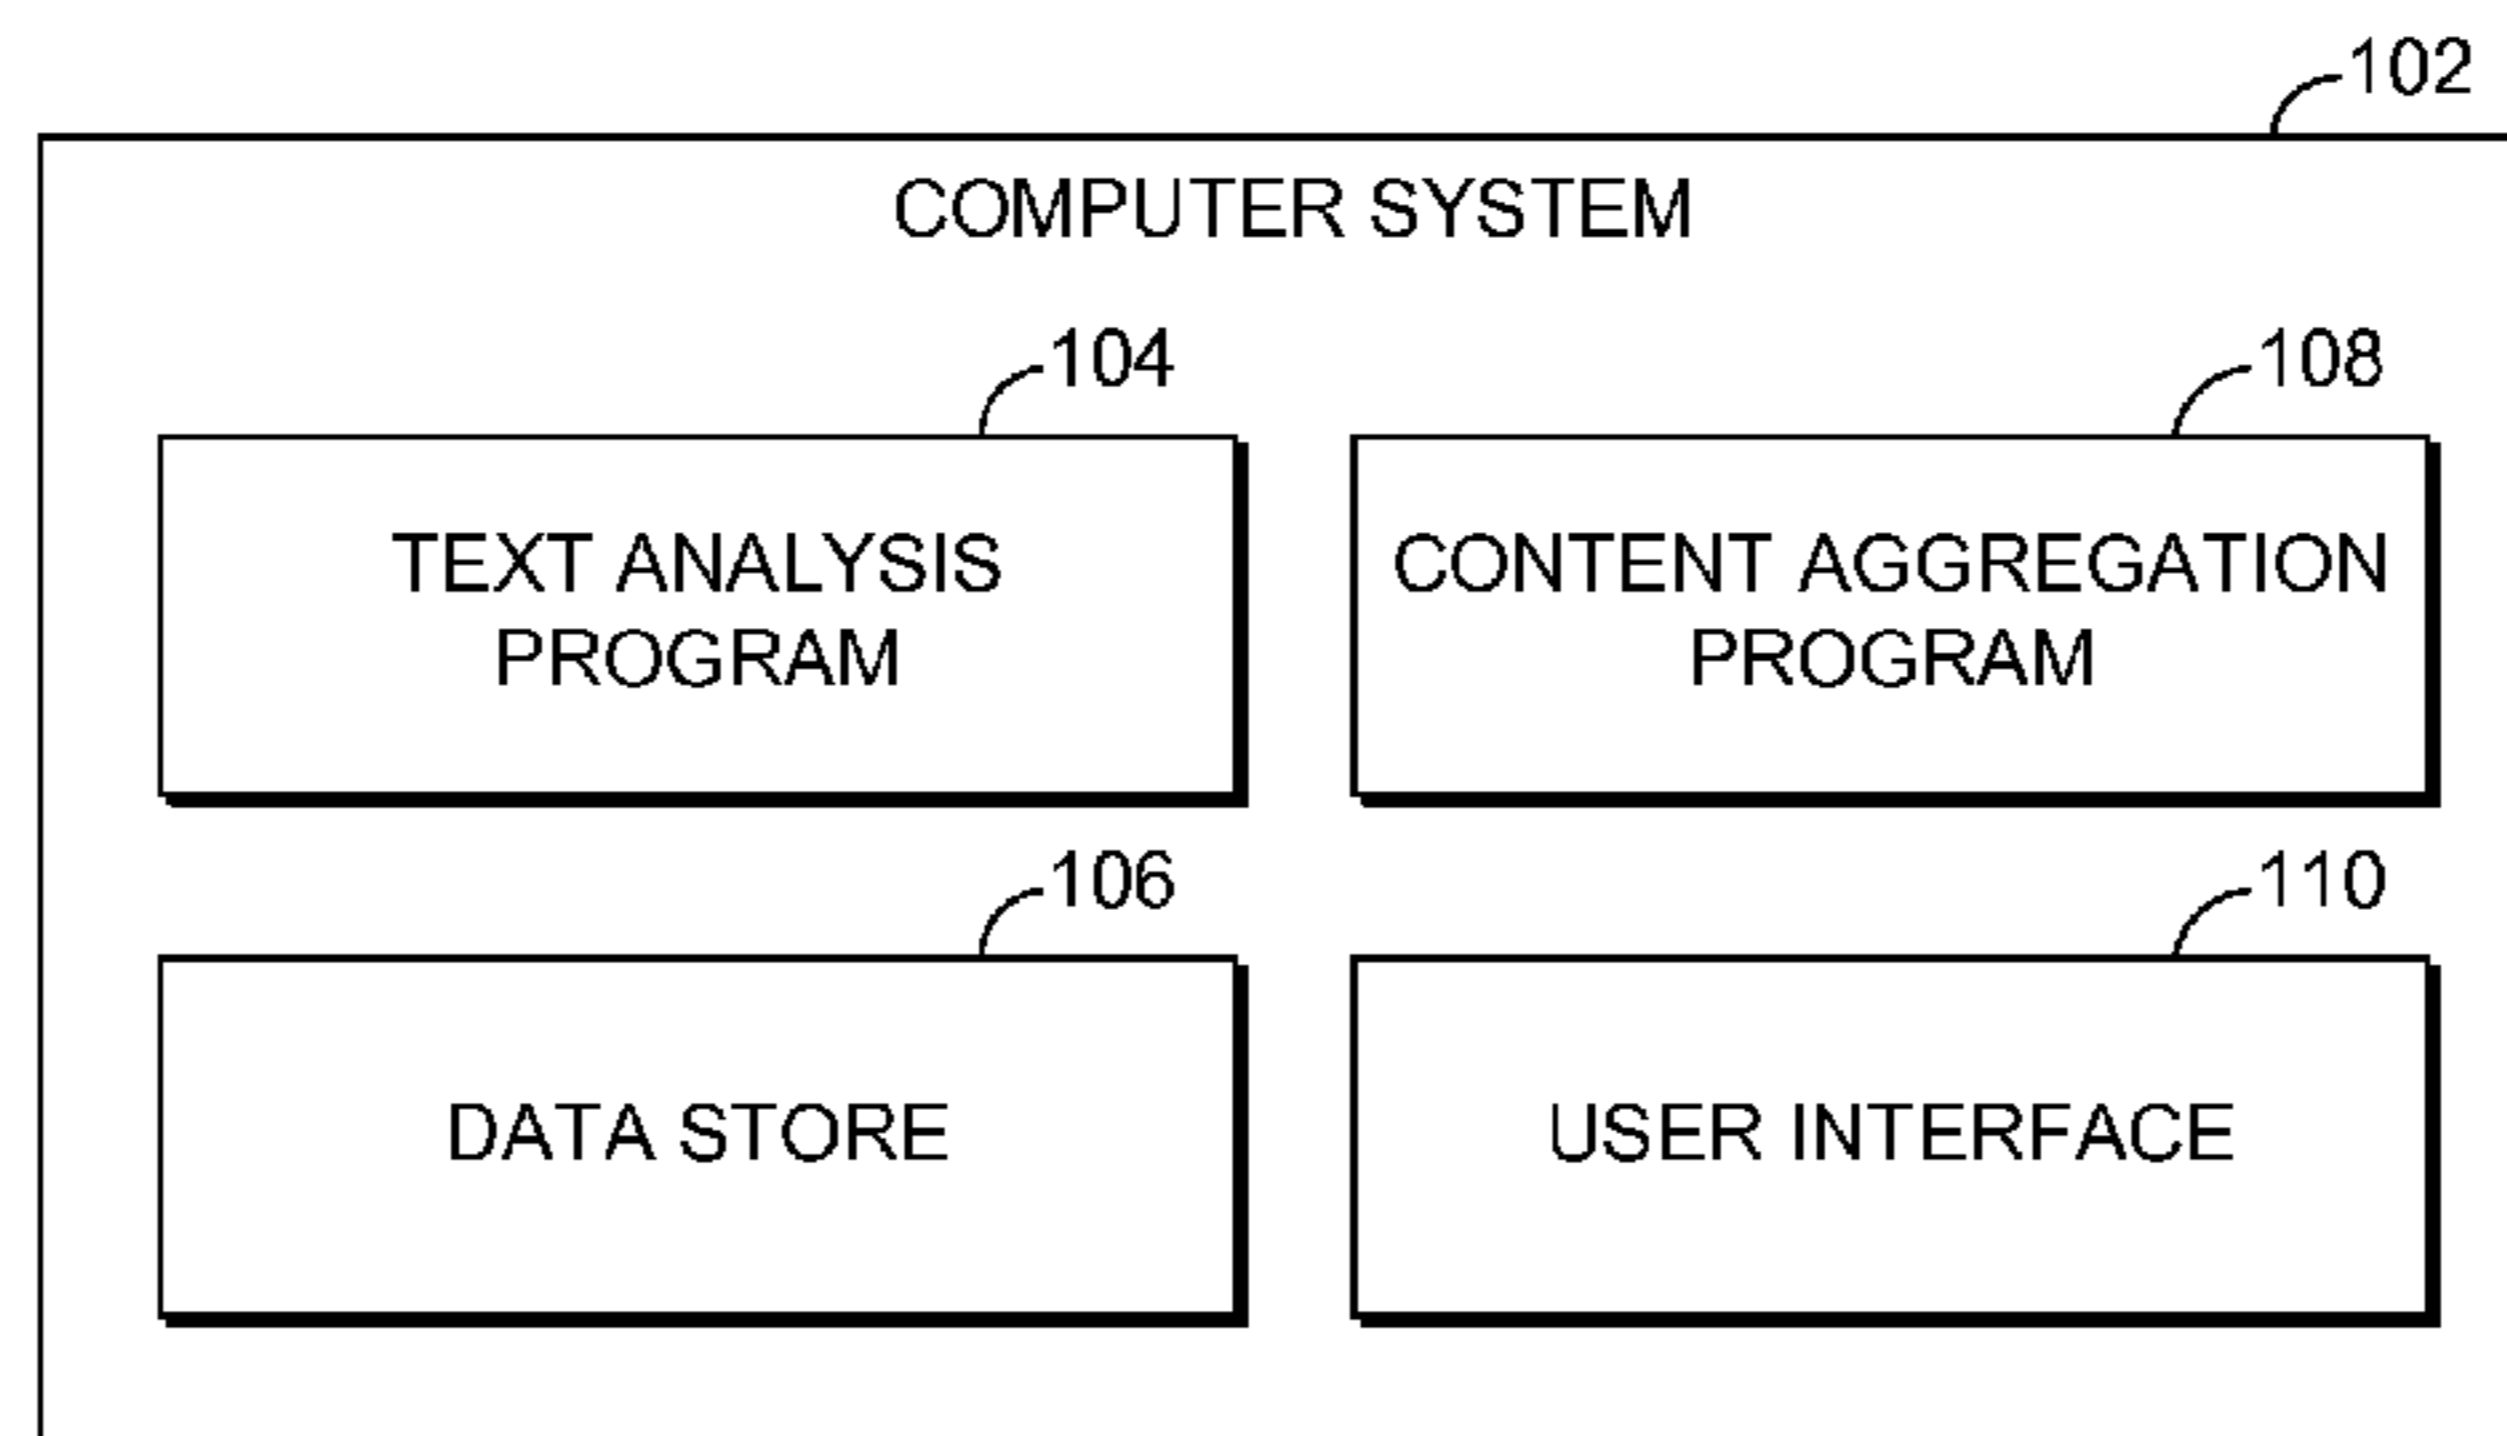 102
COMPUTER SYSTEM
104
TEXT ANALYSIS
PROGRAM
108
CONTENT AGGREGATION
PROGRAM
106
DATA STORE
110
USER INTERFACE